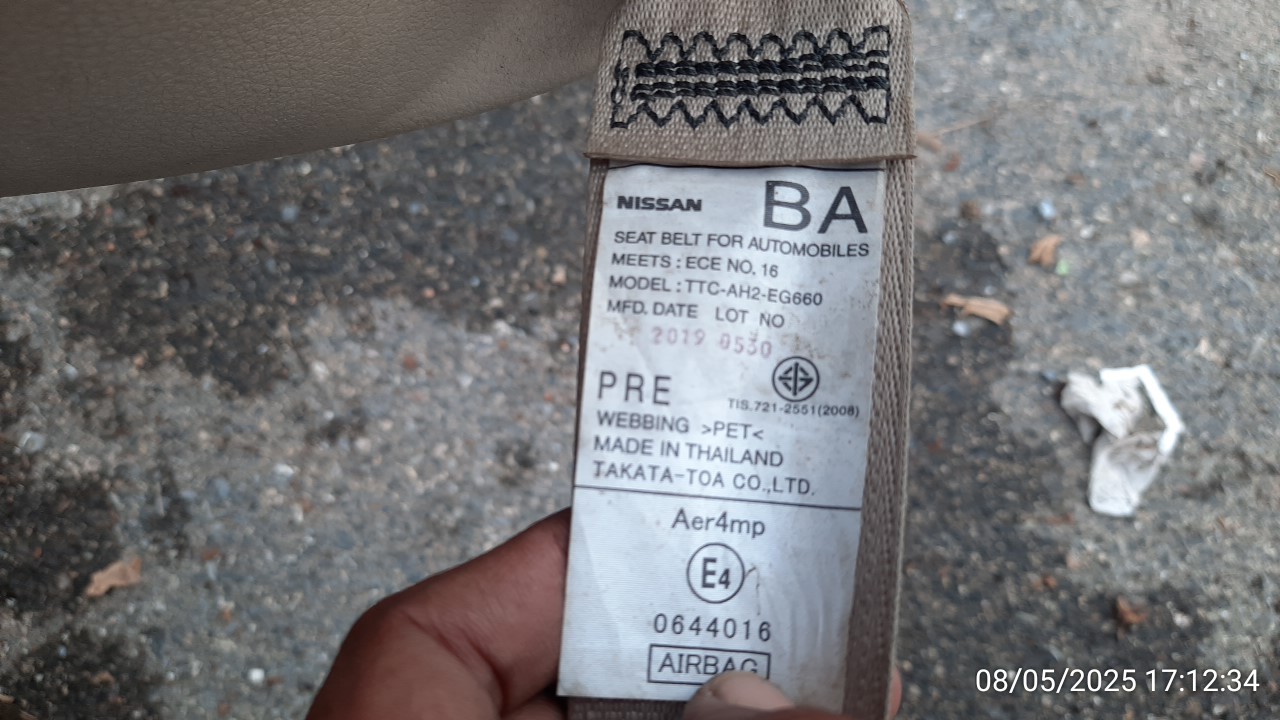 NISSAN BA
SEAT BELT FOR AUTOMOBILES
MEETS : ECE NO. 16
MODEL : TTC-AH2-EG660
MFD. DATE LOT NO
2019 0530
PRE
TIS.721-2551(2008)
WEBBING >PET<
MADE IN THAILAND
TAKATA-TOA CO.,LTD.
Aer4mp
E4
0644016
AIRBAG
08/05/2025 17:12:34